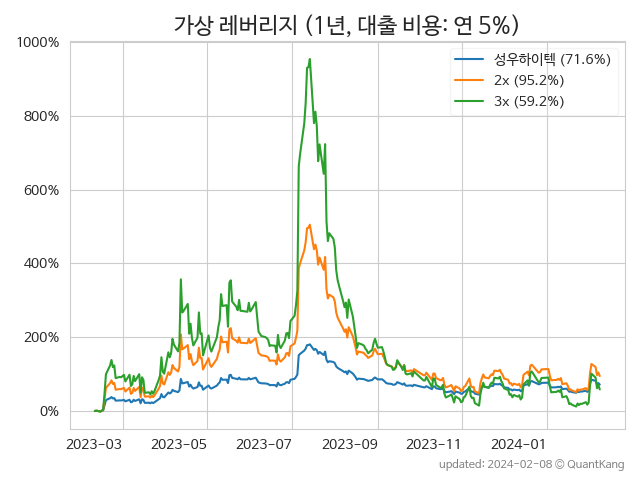 가상 레버리지 (1년, 대출 비용: 연 5%)
1000%
성우하이텍 (71.6%)
2x (95.2%)
3x (59.2%)
800%
600%
400%
200%
0%
2023-03 2023-05 2023-07 2023-09 2023-11 2024-01
updated: 2024-02-08 © QuantKang